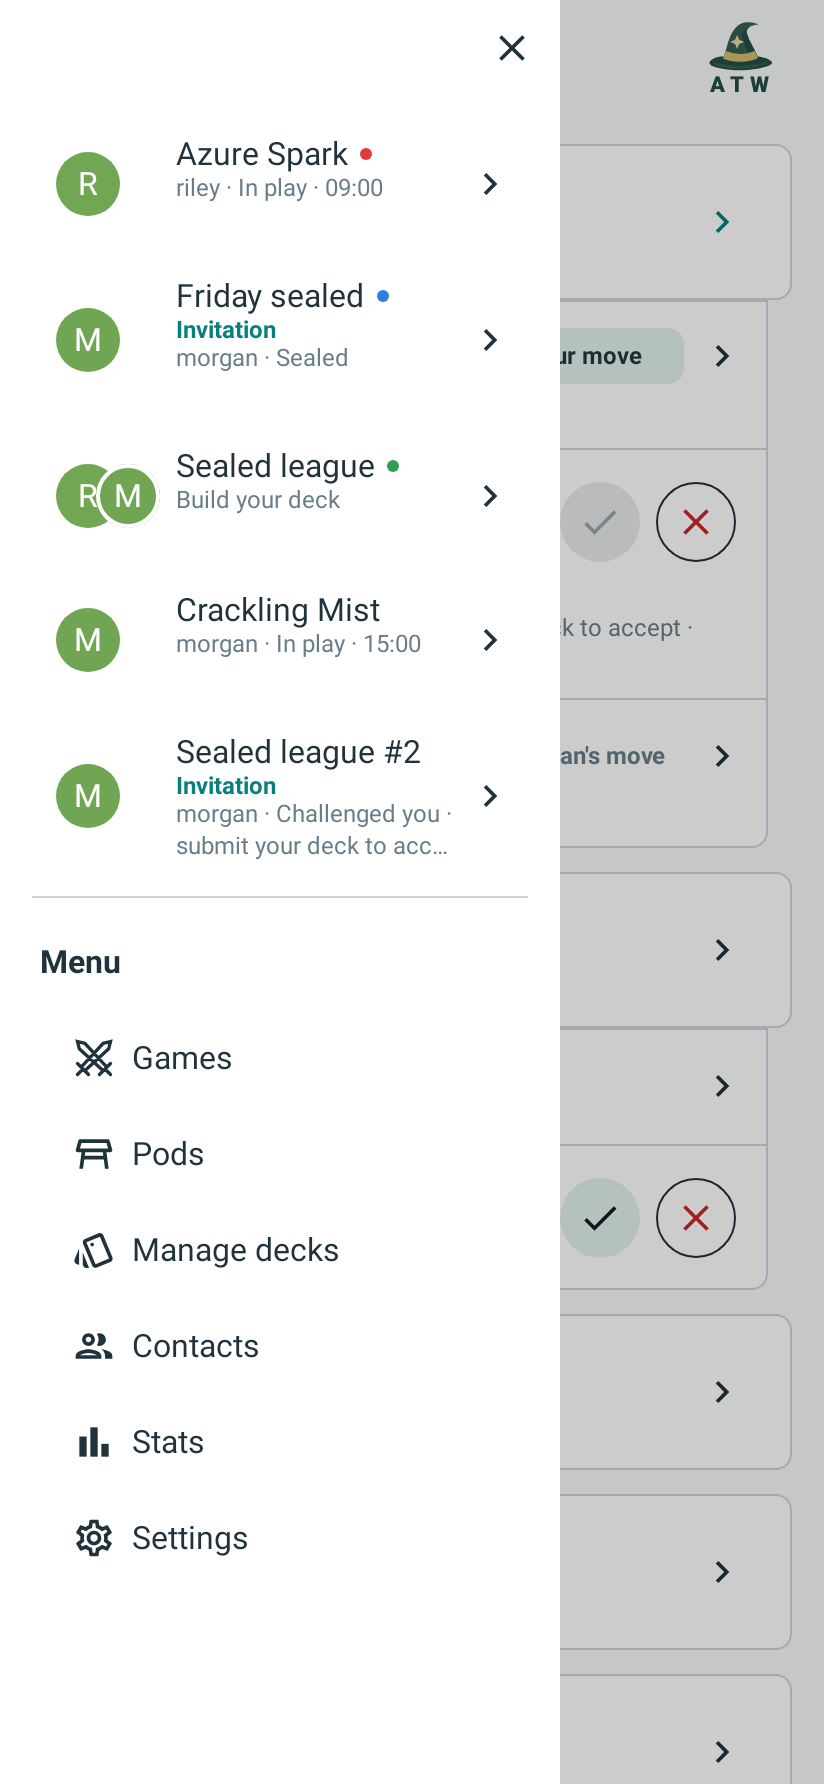 ATW
R
Azure Spark
riley · In play · 09:00
M
Friday sealed
Invitation
morgan · Sealed
ur move
R M
Sealed league
Build your deck
M
Crackling Mist
morgan · In play · 15:00
k to accept ·
M
Sealed league #2
Invitation
morgan · Challenged you ·
submit your deck to acc...
an's move
Menu
Games
Pods
Manage decks
Contacts
Stats
Settings